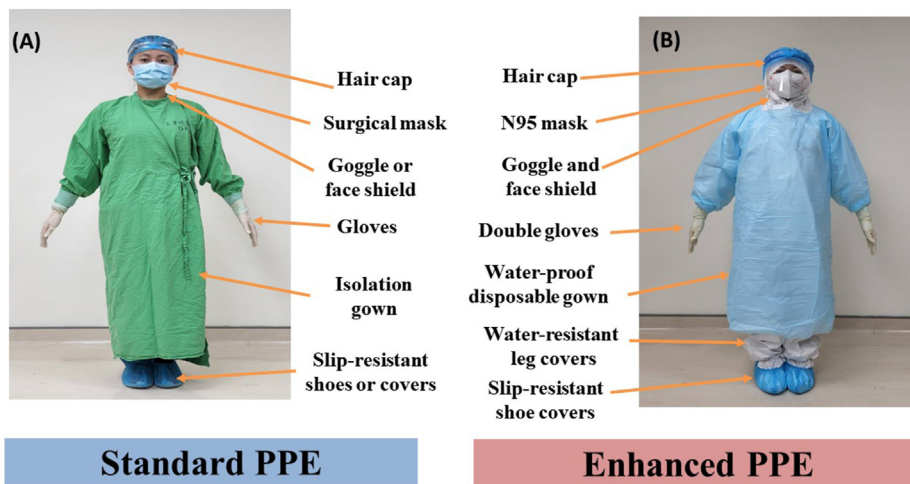 (A)
Hair cap
Surgical mask
Goggle or
face shield
Gloves
Isolation
gown
Slip-resistant
shoes or covers
Standard PPE
(B)
Hair cap
N95 mask
Goggle and
face shield
Double gloves
Water-proof
disposable gown
Water-resistant
leg covers
Slip-resistant
shoe covers
Enhanced PPE